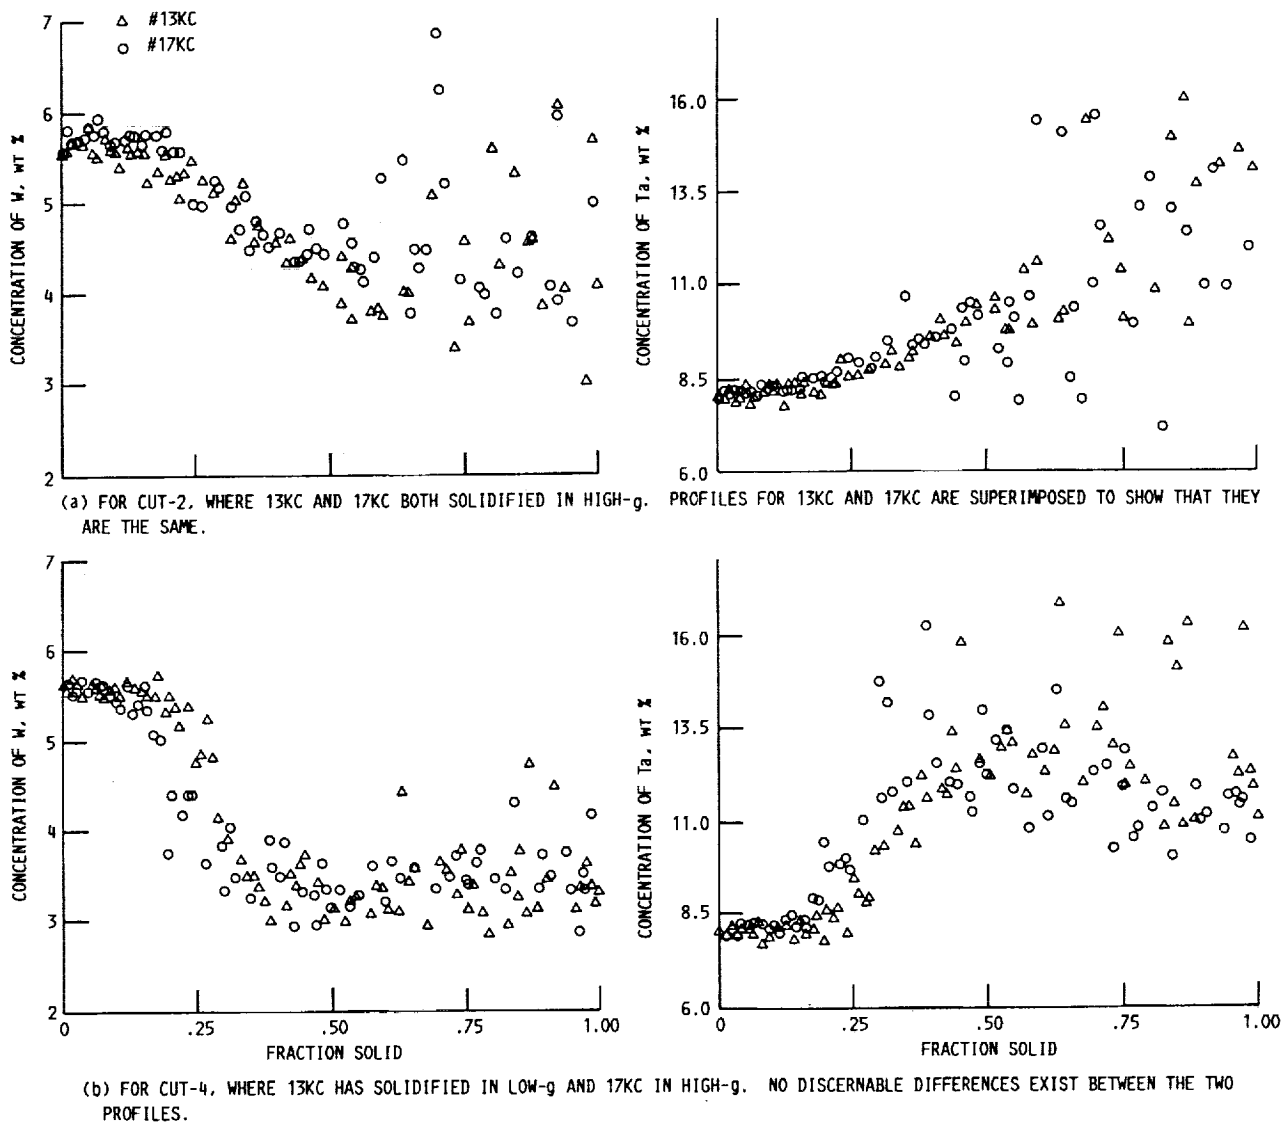 △ #13KC
○ #17KC
7
6
5
4
3
2
CONCENTRATION OF W, WT %
16.0
13.5
11.0
8.5
6.0
CONCENTRATION OF Ta, WT %
(a) FOR CUT-2, WHERE 13KC AND 17KC BOTH SOLIDIFIED IN HIGH-g. PROFILES FOR 13KC AND 17KC ARE SUPERIMPOSED TO SHOW THAT THEY
ARE THE SAME.
7
6
5
4
3
2
CONCENTRATION OF W, WT %
0 .25 .50 .75 1.00
FRACTION SOLID
16.0
13.5
11.0
8.5
6.0
CONCENTRATION OF Ta, WT %
0 .25 .50 .75 1.00
FRACTION SOLID
(b) FOR CUT-4, WHERE 13KC HAS SOLIDIFIED IN LOW-g AND 17KC IN HIGH-g. NO DISCERNABLE DIFFERENCES EXIST BETWEEN THE TWO
PROFILES.